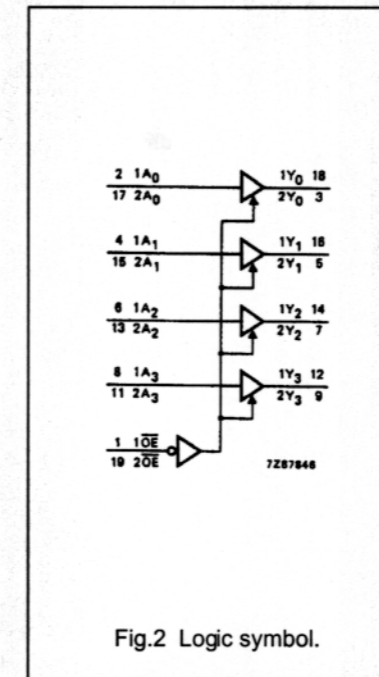 2 1A0 1Y0 18
17 2A0 2Y0 3
4 1A1 1Y1 16
15 2A1 2Y1 5
6 1A2 1Y2 14
13 2A2 2Y2 7
8 1A3 1Y3 12
11 2A3 2Y3 9
1 1O̅E̅
19 2O̅E̅ 7Z87846
Fig.2 Logic symbol.